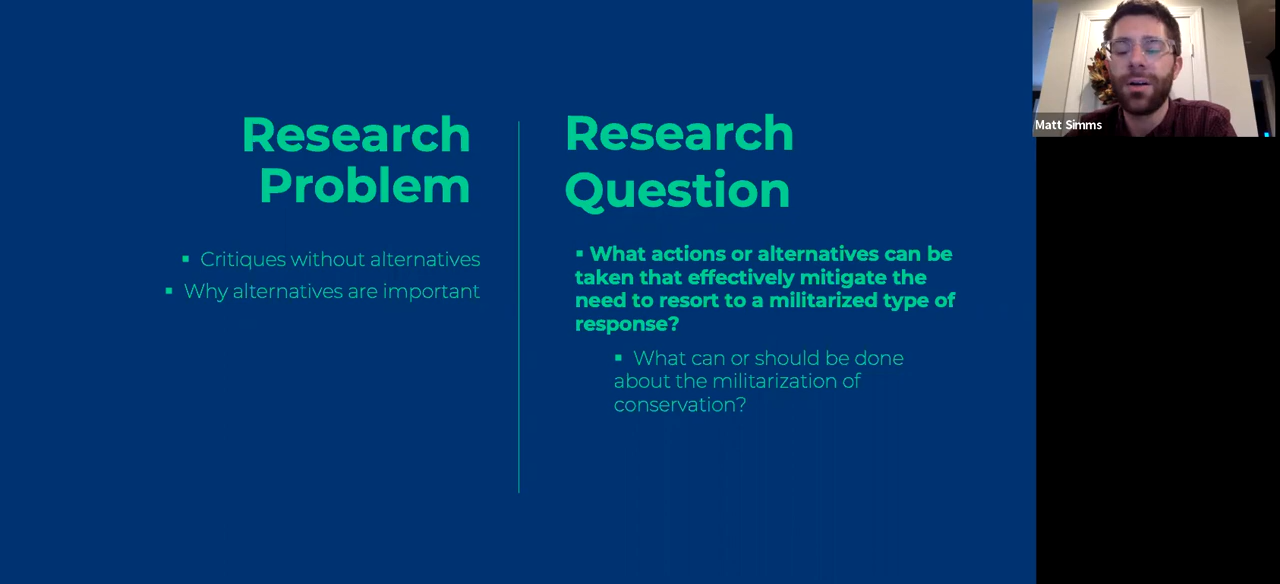 Research
Problem
▪ Critiques without alternatives
▪ Why alternatives are important
Research
Question
▪ What actions or alternatives can be
taken that effectively mitigate the
need to resort to a militarized type of
response?
▪ What can or should be done
about the militarization of
conservation?
Matt Simms